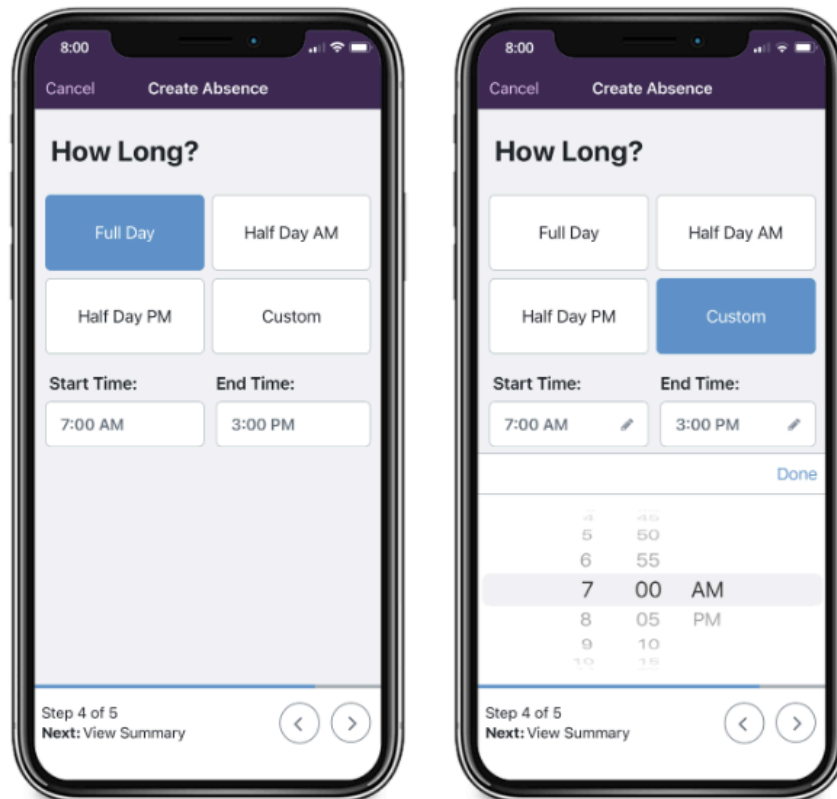 8:00
Cancel Create Absence
How Long?
Full Day Half Day AM
Half Day PM Custom
Start Time: End Time:
7:00 AM 3:00 PM
Step 4 of 5
Next: View Summary
8:00
Cancel Create Absence
How Long?
Full Day Half Day AM
Half Day PM Custom
Start Time: End Time:
7:00 AM 3:00 PM
Done
4 45
5 50
6 55
7 00 AM
8 05 PM
9 10
10 15
Step 4 of 5
Next: View Summary